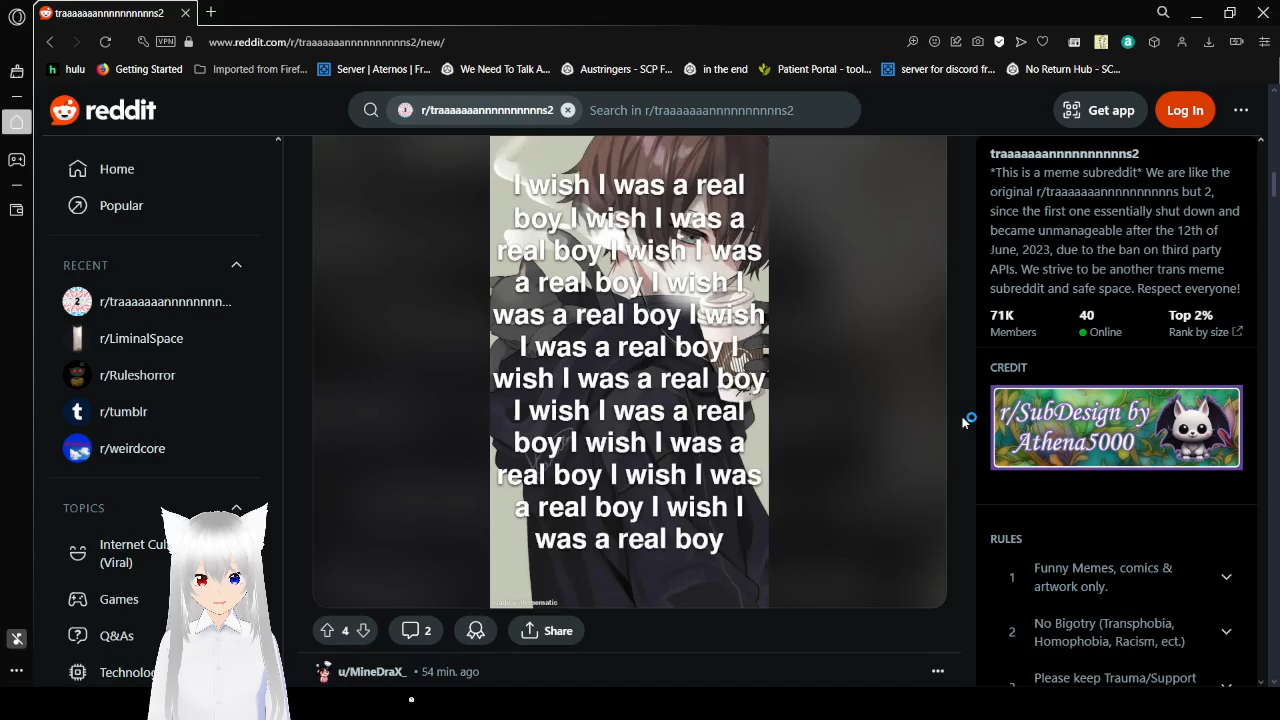 traaaaaaannnnnnnnnns2
VPN
www.reddit.com/r/traaaaaaannnnnnnnnns2/new/
hulu
Getting Started
Imported from Firef...
Server | Aternos | Fr...
We Need To Talk A...
Austringers - SCP F...
in the end
Patient Portal - tool...
server for discord fr...
No Return Hub - SC...
reddit
r/traaaaaaannnnnnnnnns2
Search in r/traaaaaaannnnnnnnnns2
Get app
Log In
Home
Popular
RECENT
r/traaaaaaannnnnnn...
r/LiminalSpace
r/Ruleshorror
r/tumblr
r/weirdcore
TOPICS
Internet Cul
(Viral)
Games
Q&As
Technolog
I wish I was a real
boy I wish I was a
real boy I wish I was
a real boy I wish I
was a real boy I wish
I was a real boy I
wish I was a real boy
I wish I was a real
boy I wish I was a
real boy I wish I was
a real boy I wish I
was a real boy
4
2
Share
u/MineDraX_ • 54 min. ago
traaaaaaannnnnnnnnns2
*This is a meme subreddit* We are like the
original r/traaaaaaannnnnnnnnns but 2,
since the first one essentially shut down and
became unmanageable after the 12th of
June, 2023, due to the ban on third party
APIs. We strive to be another trans meme
subreddit and safe space. Respect everyone!
71K
Members
40
Online
Top 2%
Rank by size
CREDIT
r/SubDesign by
Athena5000
RULES
1 Funny Memes, comics &
artwork only.
2 No Bigotry (Transphobia,
Homophobia, Racism, ect.)
Please keep Trauma/Support